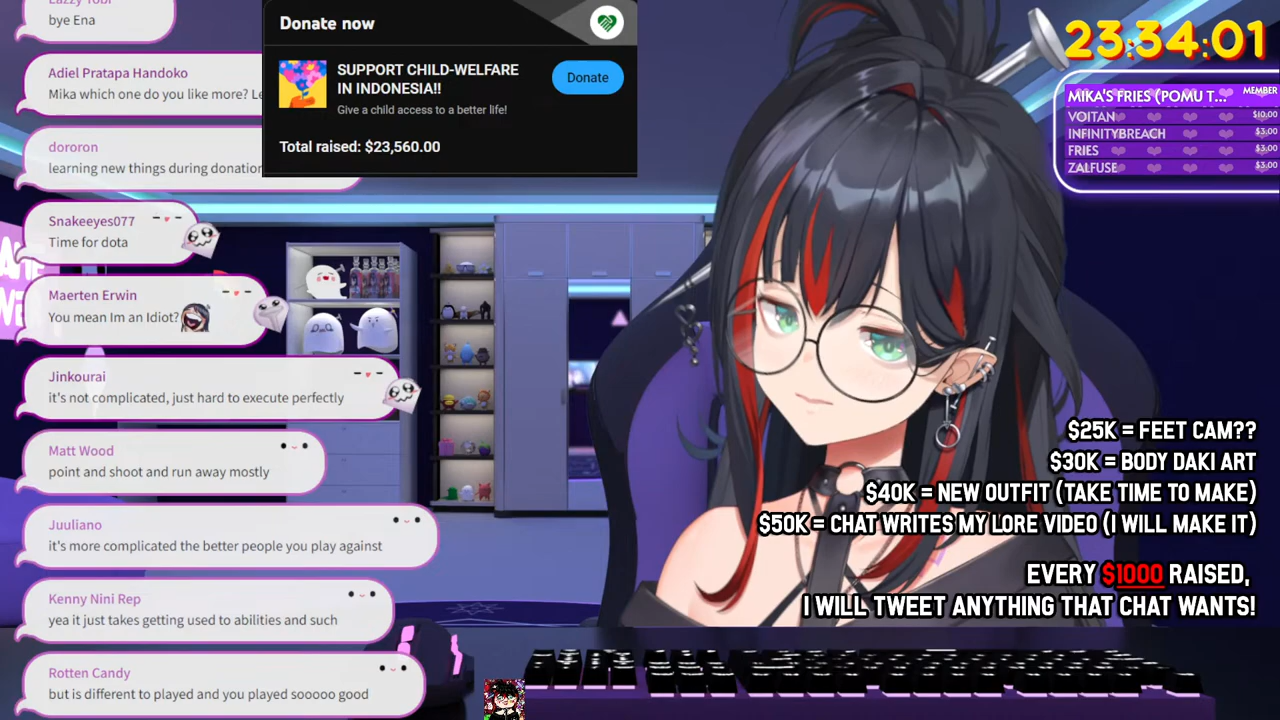 Lazzy Tobi
bye Ena
Adiel Pratapa Handoko
Mika which one do you like more? Le
dororon
learning new things during donation
Snakeeyes077
Time for dota
Maerten Erwin
You mean Im an Idiot?
Jinkourai
it's not complicated, just hard to execute perfectly
Matt Wood
point and shoot and run away mostly
Juuliano
it's more complicated the better people you play against
Kenny Nini Rep
yea it just takes getting used to abilities and such
Rotten Candy
but is different to played and you played sooooo good
Donate now
SUPPORT CHILD-WELFARE
IN INDONESIA!!
Donate
Give a child access to a better life!
Total raised: $23,560.00
23:34:01
MIKA'S FRIES (POMU T... MEMBER
VOITAN $10.00
INFINITYBREACH $3.00
FRIES $3.00
ZALFUSE $3.00
$25K = FEET CAM??
$30K = BODY DAKI ART
$40K = NEW OUTFIT (TAKE TIME TO MAKE)
$50K = CHAT WRITES MY LORE VIDEO (I WILL MAKE IT)
EVERY $1000 RAISED,
I WILL TWEET ANYTHING THAT CHAT WANTS!